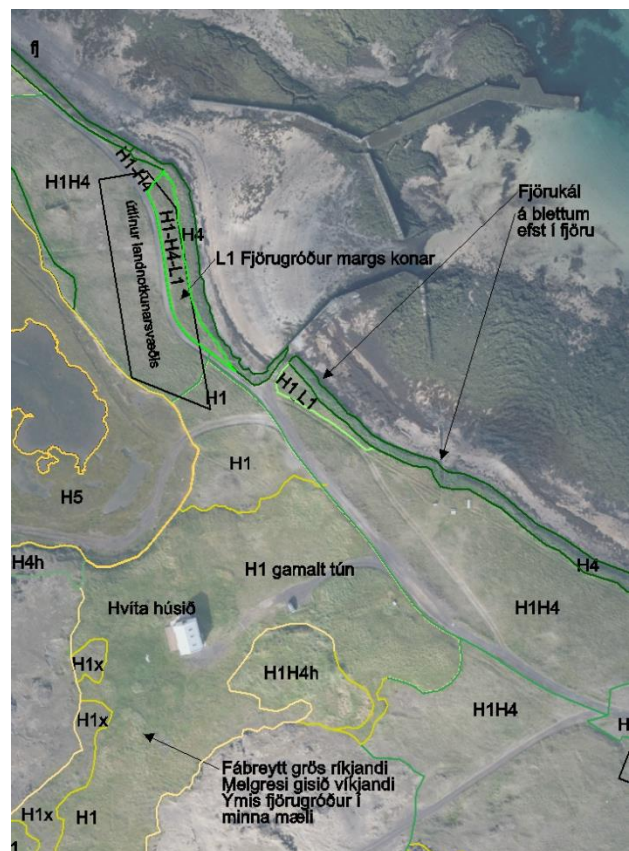 fj
H1-H4
H1H4
H4
H1-H4-L1
útlínur landnotkunarsvæðis
Fjörukál
á blettum
efst í fjöru
L1 Fjörugróður margs konar
H1
H1 L1
H1
H5
H4h
H1 gamalt tún
H4
Hvíta húsið
H1H4
H1x
H1H4h
H1x
H1H4
H
Fábreytt grös ríkjandi
Melgresi gisið víkjandi
Ýmis fjörugróður í
minna mæli
H1x
H1
1